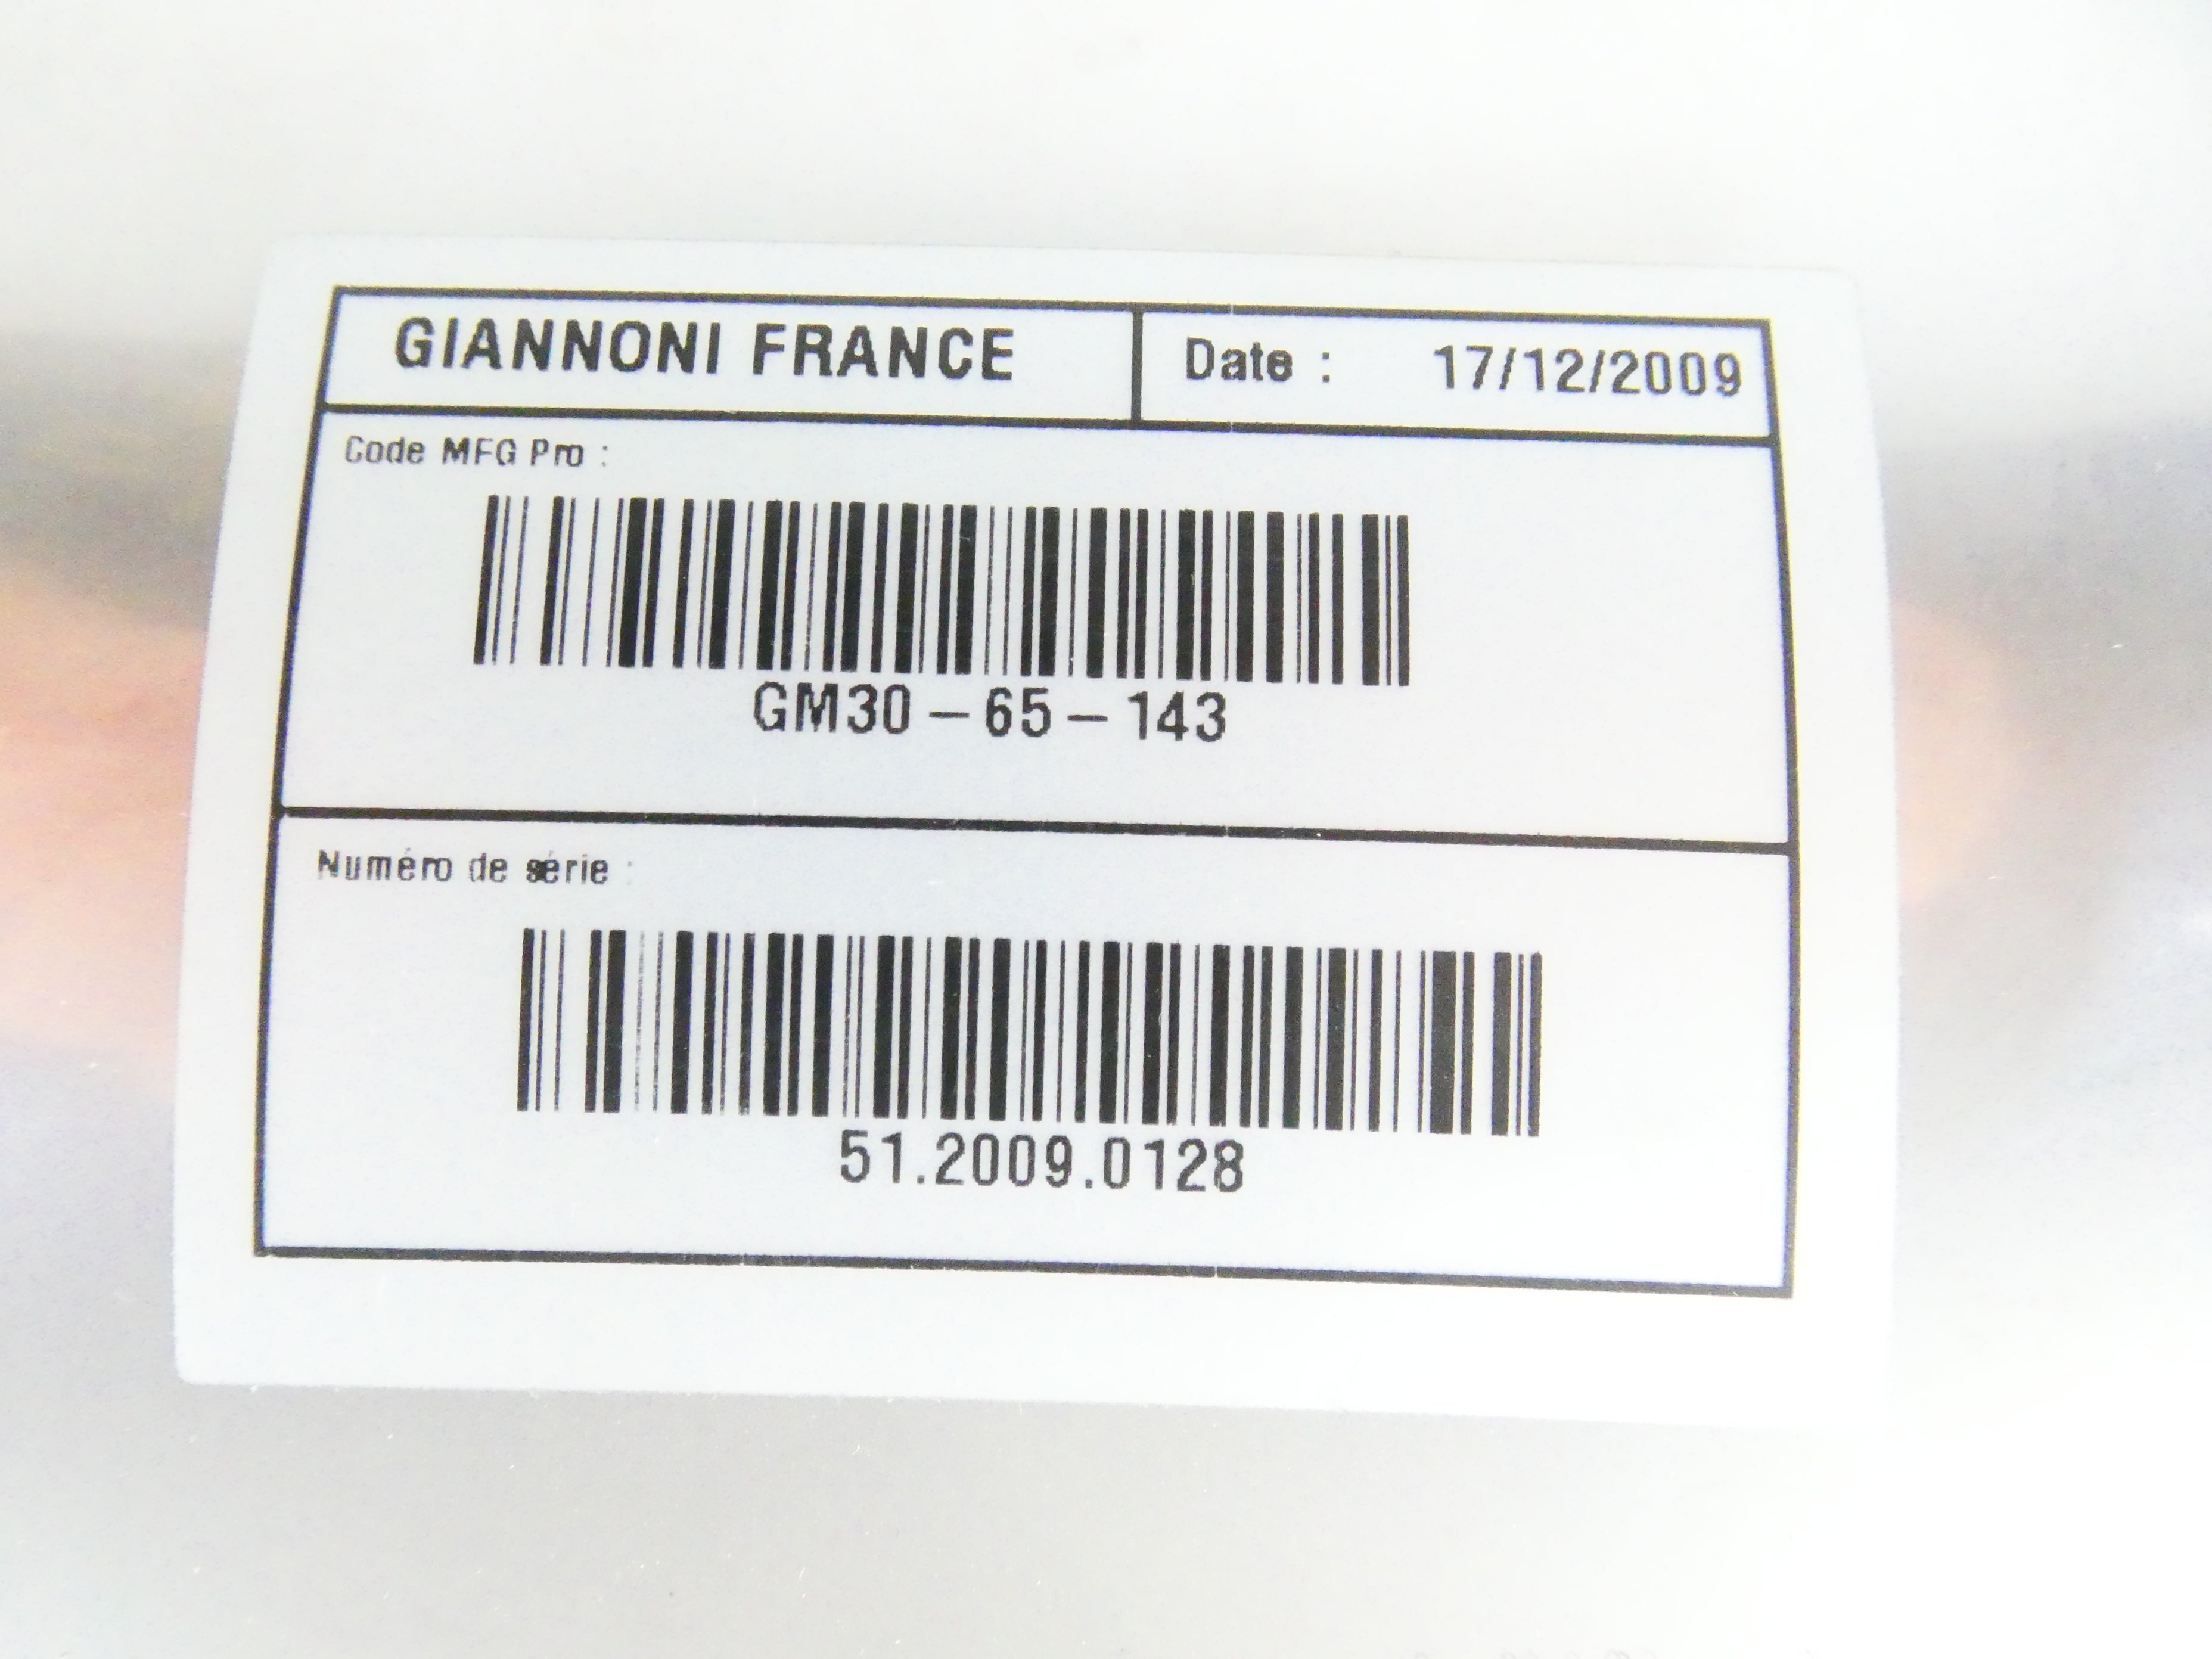 GIANNONI FRANCE
Date : 17/12/2009
Code MFG Pro :
GM30-65-143
Numéro de série :
51.2009.0128